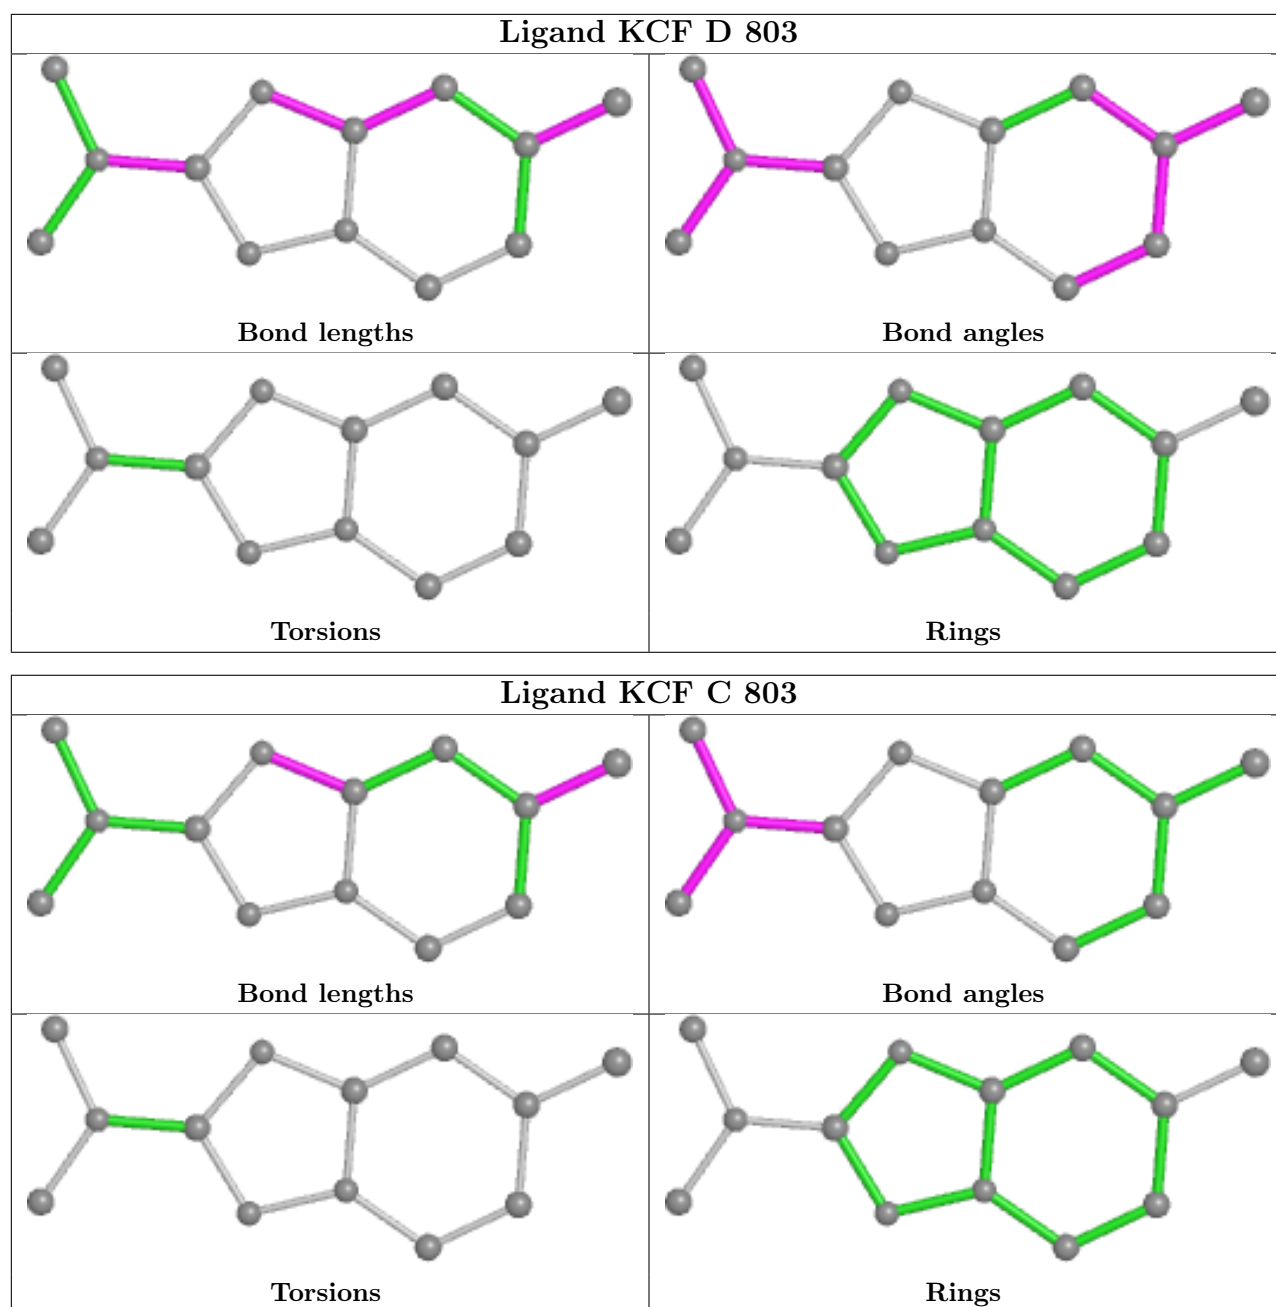 Ligand KCF D 803
Bond lengths
Bond angles
Torsions
Rings
Ligand KCF C 803
Bond lengths
Bond angles
Torsions
Rings